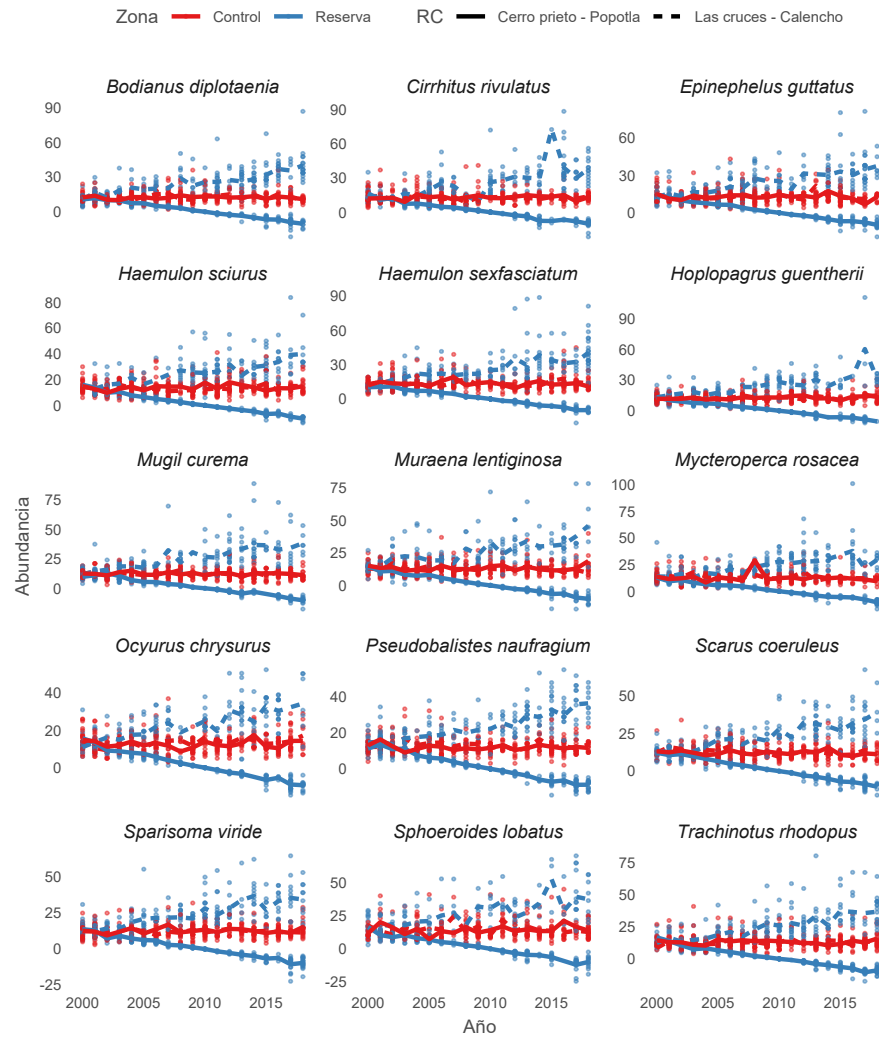 Zona Control Reserva RC Cerro prieto - Popotla Las cruces - Calencho
Bodianus diplotaenia Cirrhitus rivulatus Epinephelus guttatus
90 90
60 60 60
30 30 30
0 0 0
Haemulon sciurus Haemulon sexfasciatum Hoplopagrus guentherii
80 90
60 60 90
40 60
20 30 30
0 0 0
Mugil curema Muraena lentiginosa Mycteroperca rosacea
75 75 100
50 50 75
25 25 50
0 0 25
0
Abundancia
Ocyurus chrysurus Pseudobalistes naufragium Scarus coeruleus
40 40 50
20 20 25
0 0 0
Sparisoma viride Sphoeroides lobatus Trachinotus rhodopus
50 50 75
25 25 50
0 0 25
-25 -25 0
2000 2005 2010 2015 2000 2005 2010 2015 2000 2005 2010 2015
Año